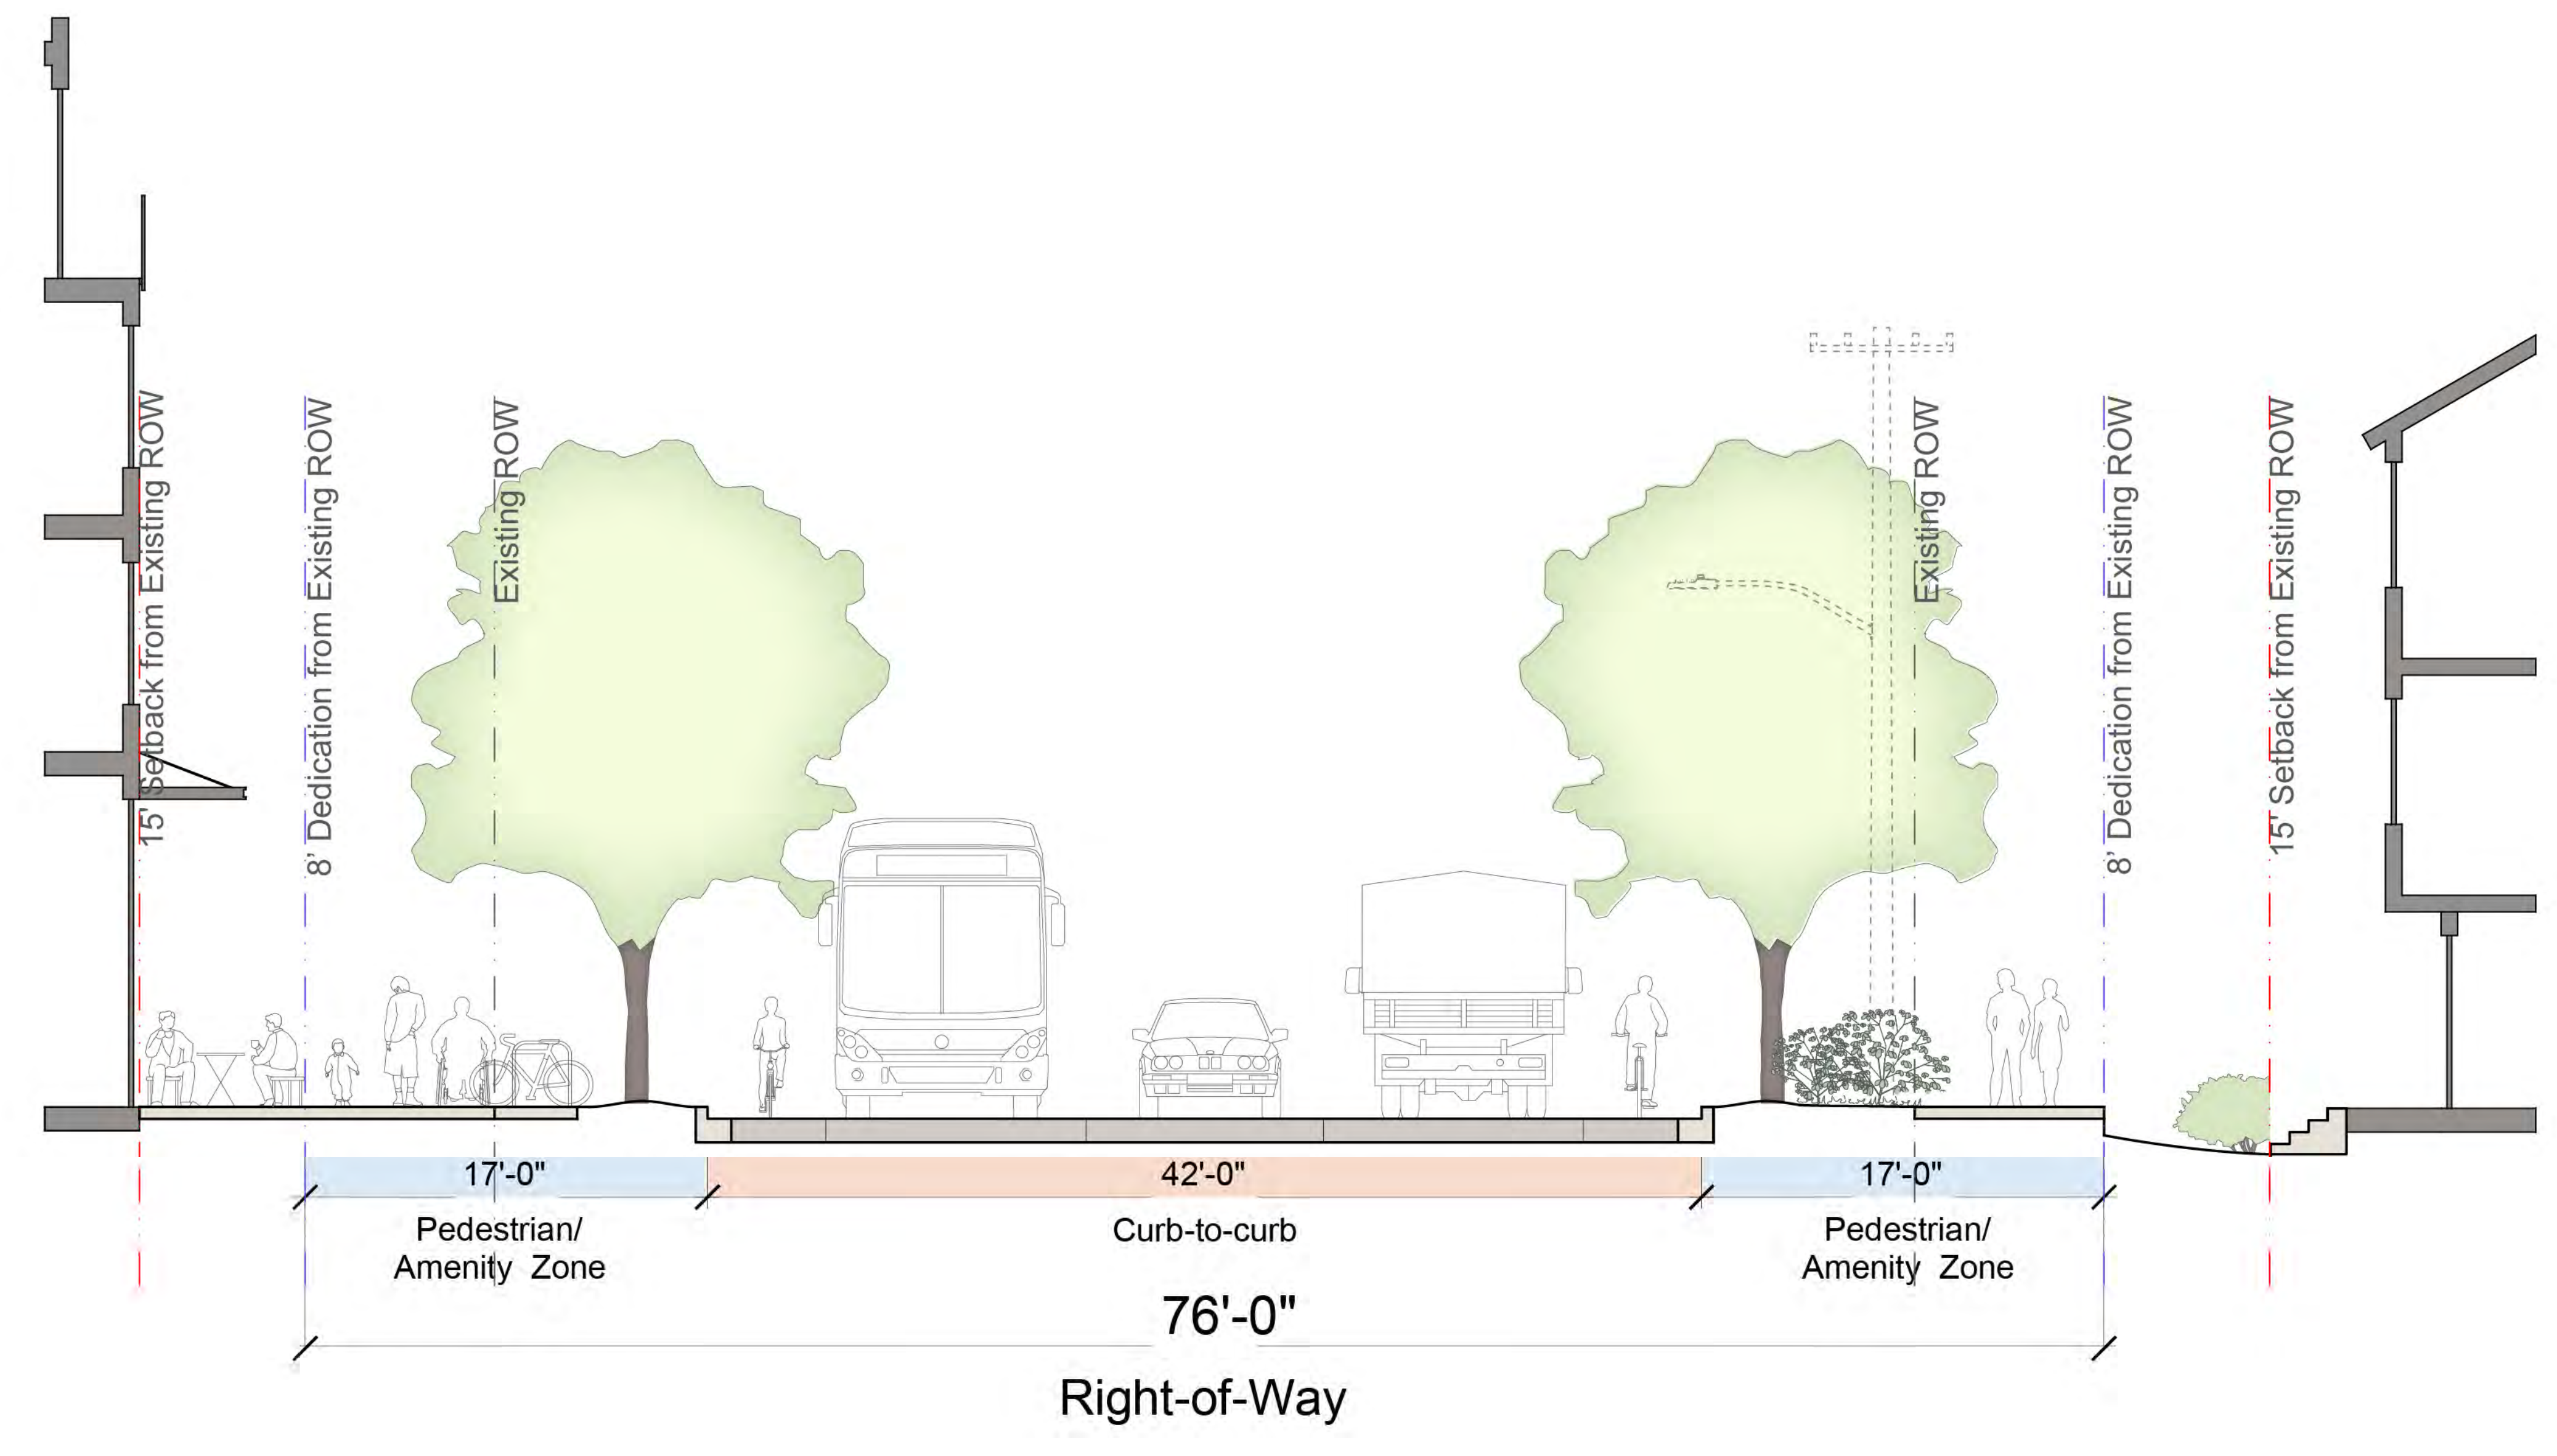 15' Setback from Existing ROW
8' Dedication from Existing ROW
Existing ROW
Existing ROW
8' Dedication from Existing ROW
15' Setback from Existing ROW
17'-0"
42'-0"
17'-0"
Pedestrian/
Amenity Zone
Curb-to-curb
Pedestrian/
Amenity Zone
76'-0"
Right-of-Way